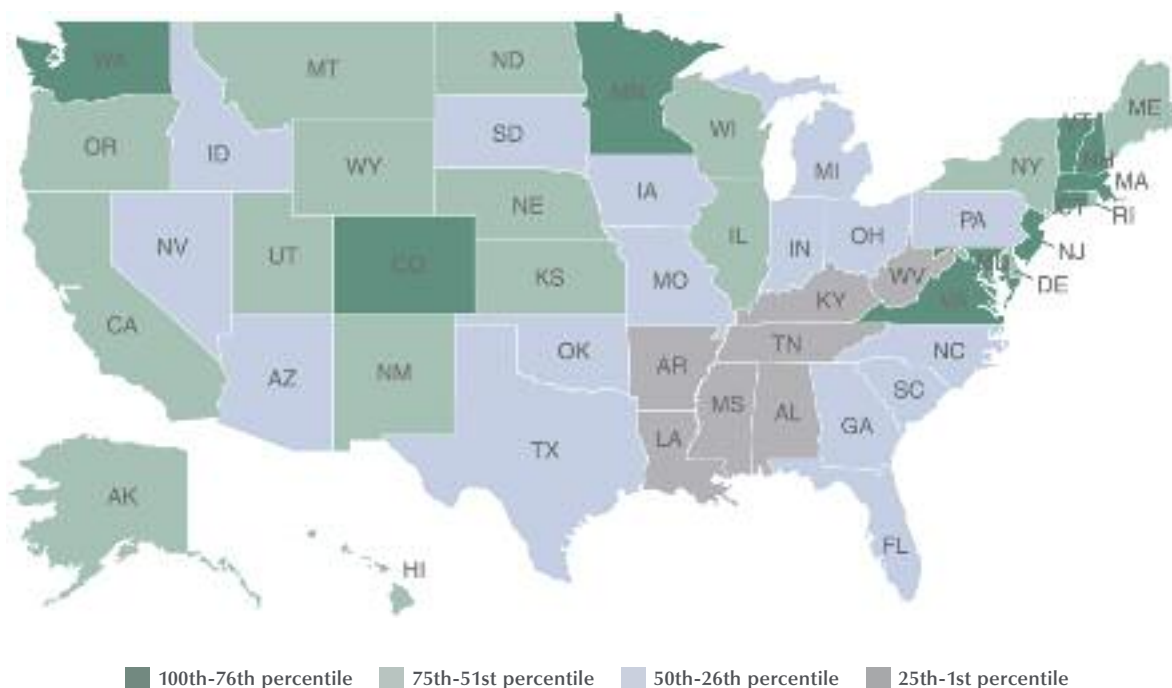 WA
MT
ND
MN
OR
ID
SD
WI
ME
VT
NH
WY
MI
NY
MA
RI
CT
NE
IA
PA
NV
UT
CO
KS
IL
IN
OH
NJ
MO
WV
MD
DE
CA
KY
VA
AZ
NM
OK
AR
TN
NC
TX
LA
MS
AL
GA
SC
AK
HI
FL
100th-76th percentile 75th-51st percentile 50th-26th percentile 25th-1st percentile